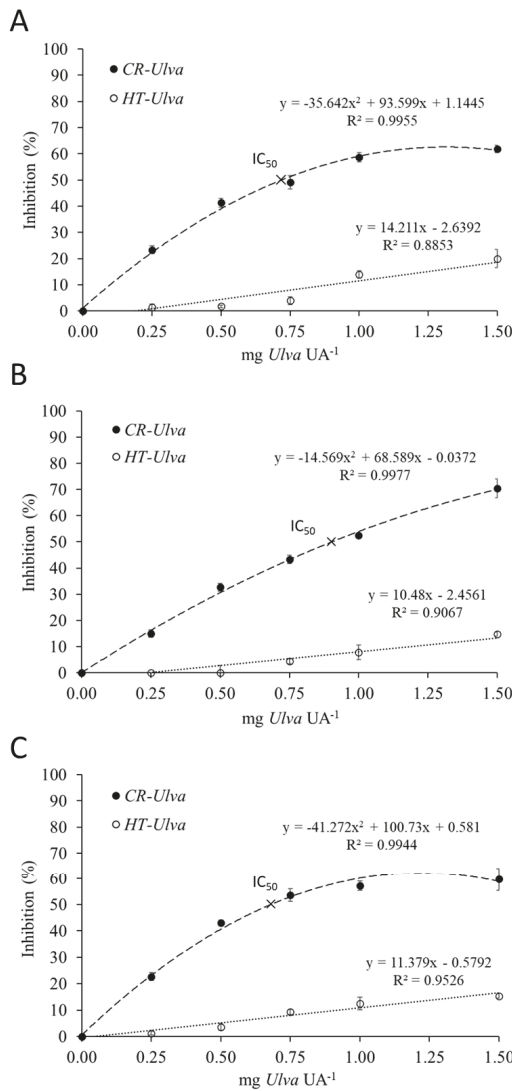 A
100
90
80
70
60
50
40
30
20
10
0
Inhibition (%)
CR-Ulva
HT-Ulva
y = -35.642x² + 93.599x + 1.1445
R² = 0.9955
IC₅₀
y = 14.211x - 2.6392
R² = 0.8853
0.00 0.25 0.50 0.75 1.00 1.25 1.50
mg Ulva UA⁻¹
B
100
90
80
70
60
50
40
30
20
10
0
Inhibition (%)
CR-Ulva
HT-Ulva
y = -14.569x² + 68.589x - 0.0372
R² = 0.9977
IC₅₀
y = 10.48x - 2.4561
R² = 0.9067
0.00 0.25 0.50 0.75 1.00 1.25 1.50
mg Ulva UA⁻¹
C
100
90
80
70
60
50
40
30
20
10
0
Inhibition (%)
CR-Ulva
HT-Ulva
y = -41.272x² + 100.73x + 0.581
R² = 0.9944
IC₅₀
y = 11.379x - 0.5792
R² = 0.9526
0.00 0.25 0.50 0.75 1.00 1.25 1.50
mg Ulva UA⁻¹